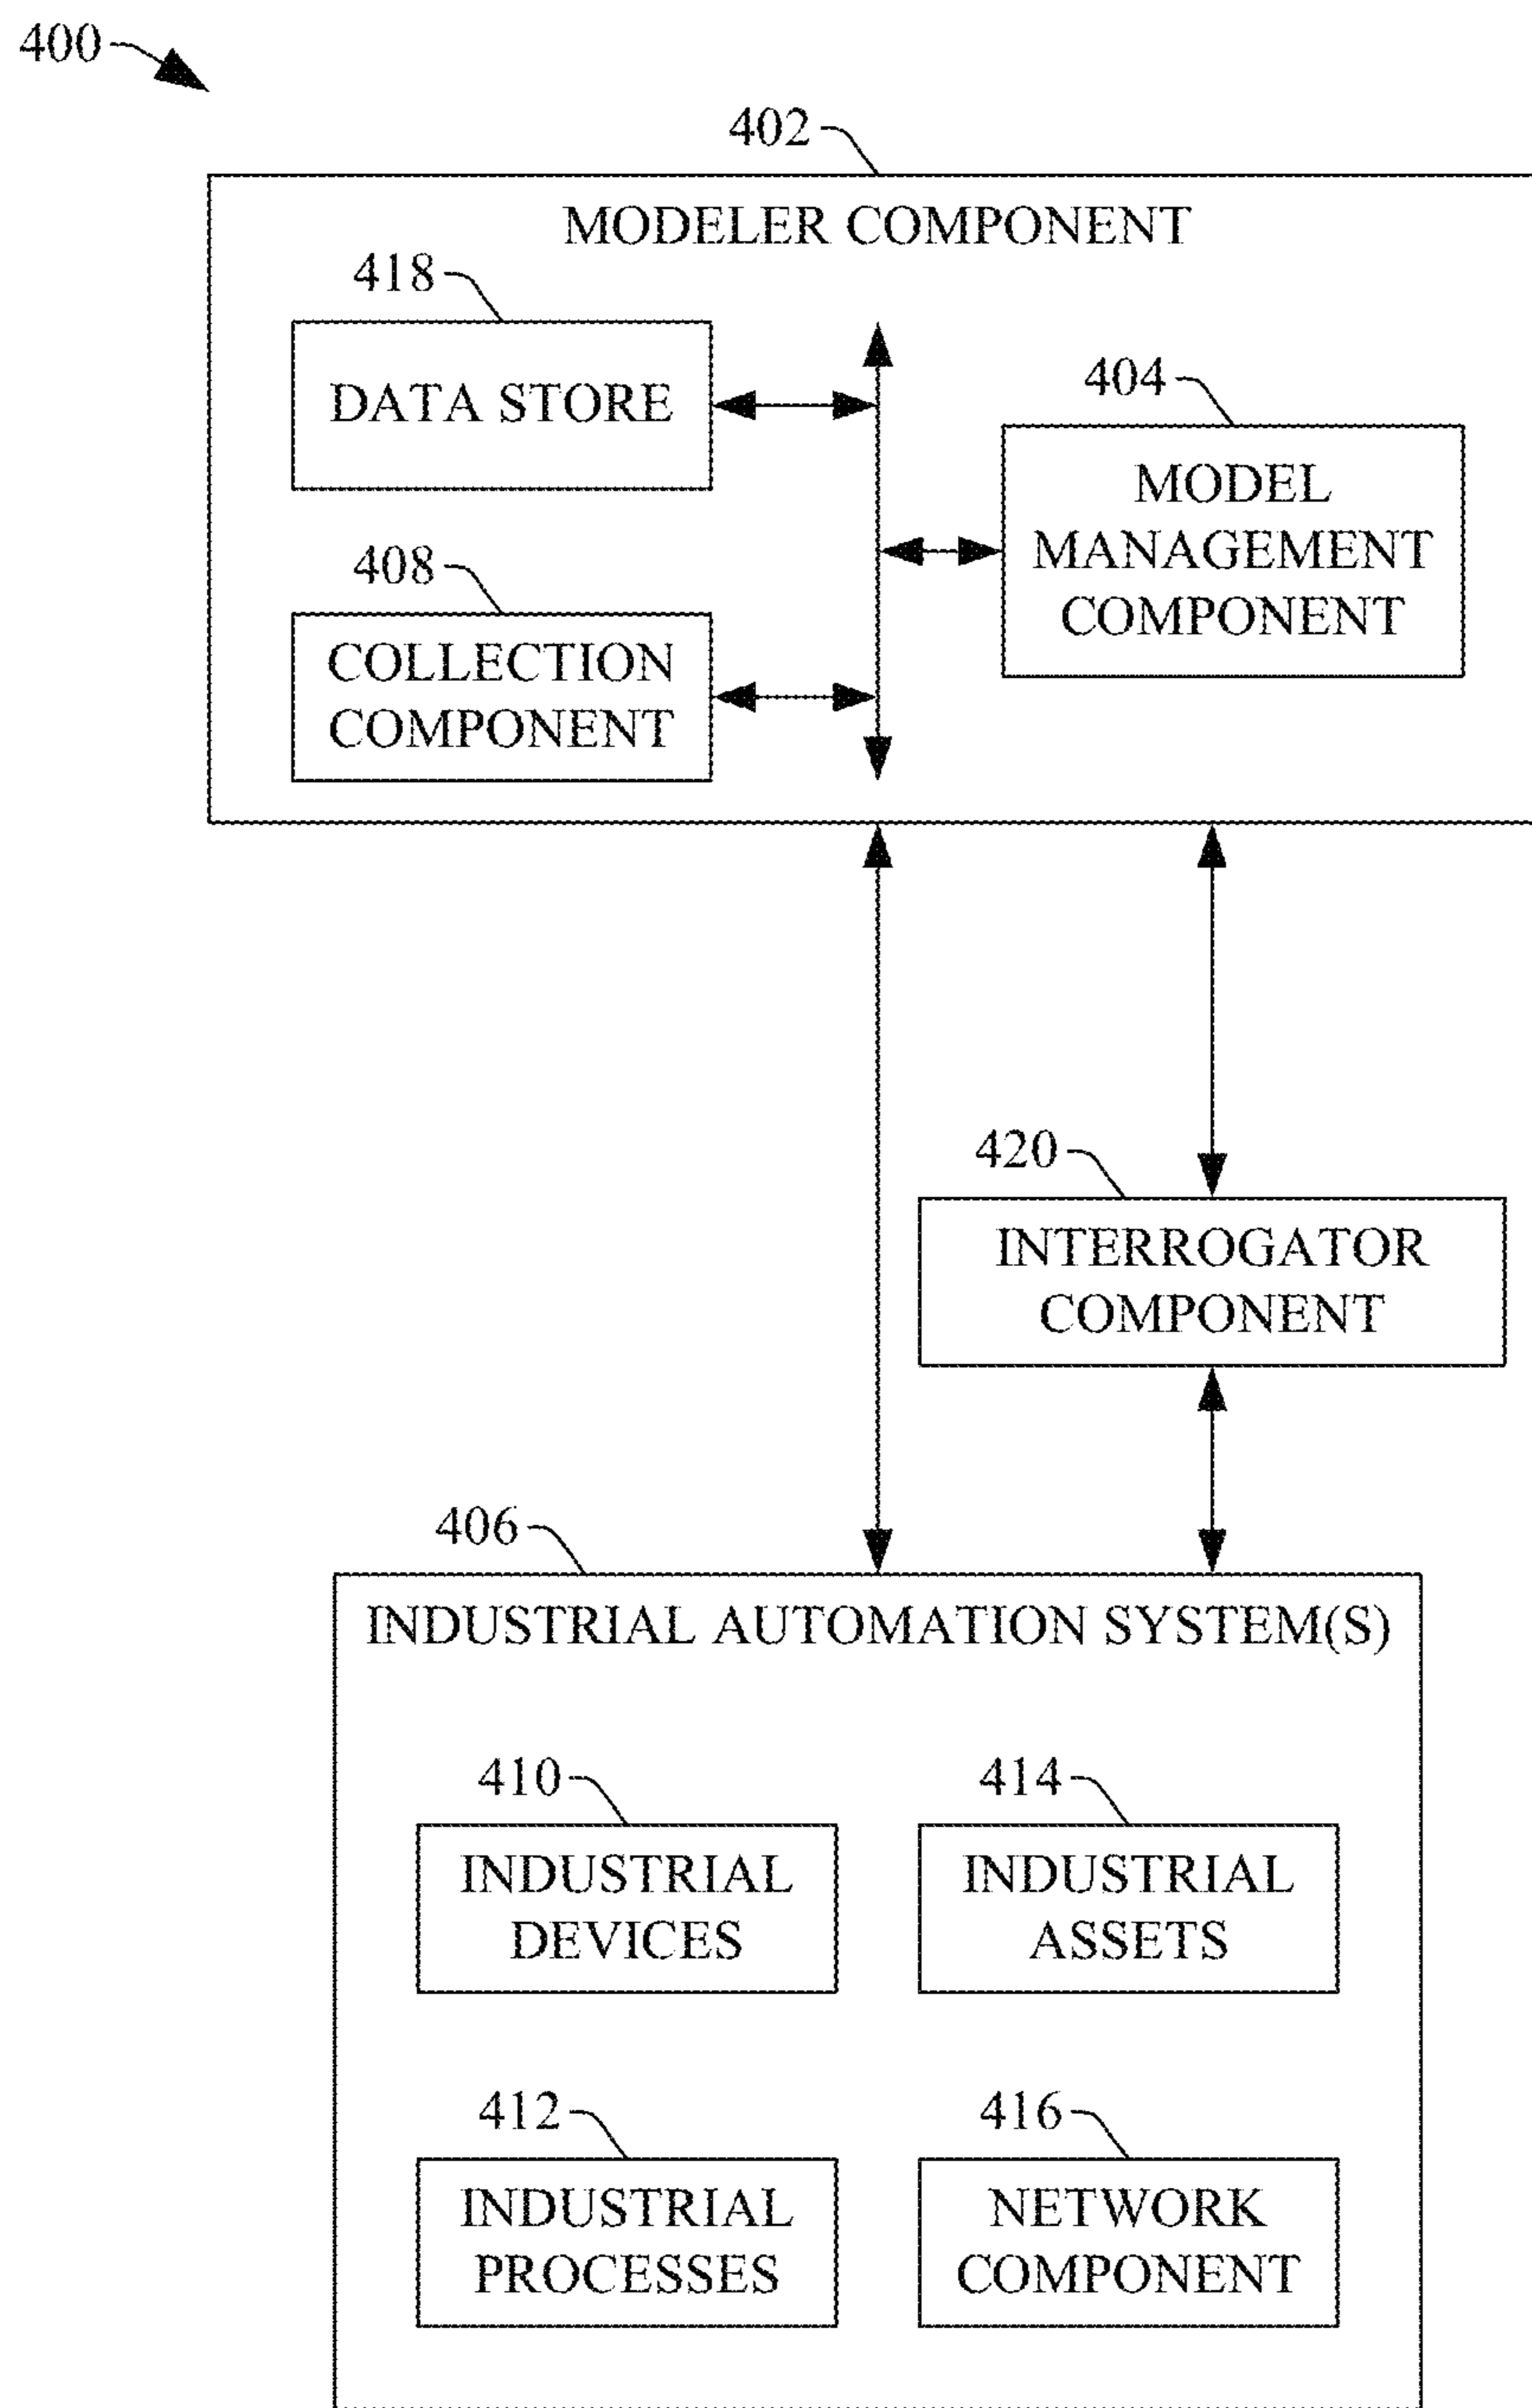 400
402
MODELER COMPONENT
418
DATA STORE
404
MODEL
MANAGEMENT
COMPONENT
408
COLLECTION
COMPONENT
420
INTERROGATOR
COMPONENT
406
INDUSTRIAL AUTOMATION SYSTEM(S)
410
INDUSTRIAL
DEVICES
414
INDUSTRIAL
ASSETS
412
INDUSTRIAL
PROCESSES
416
NETWORK
COMPONENT